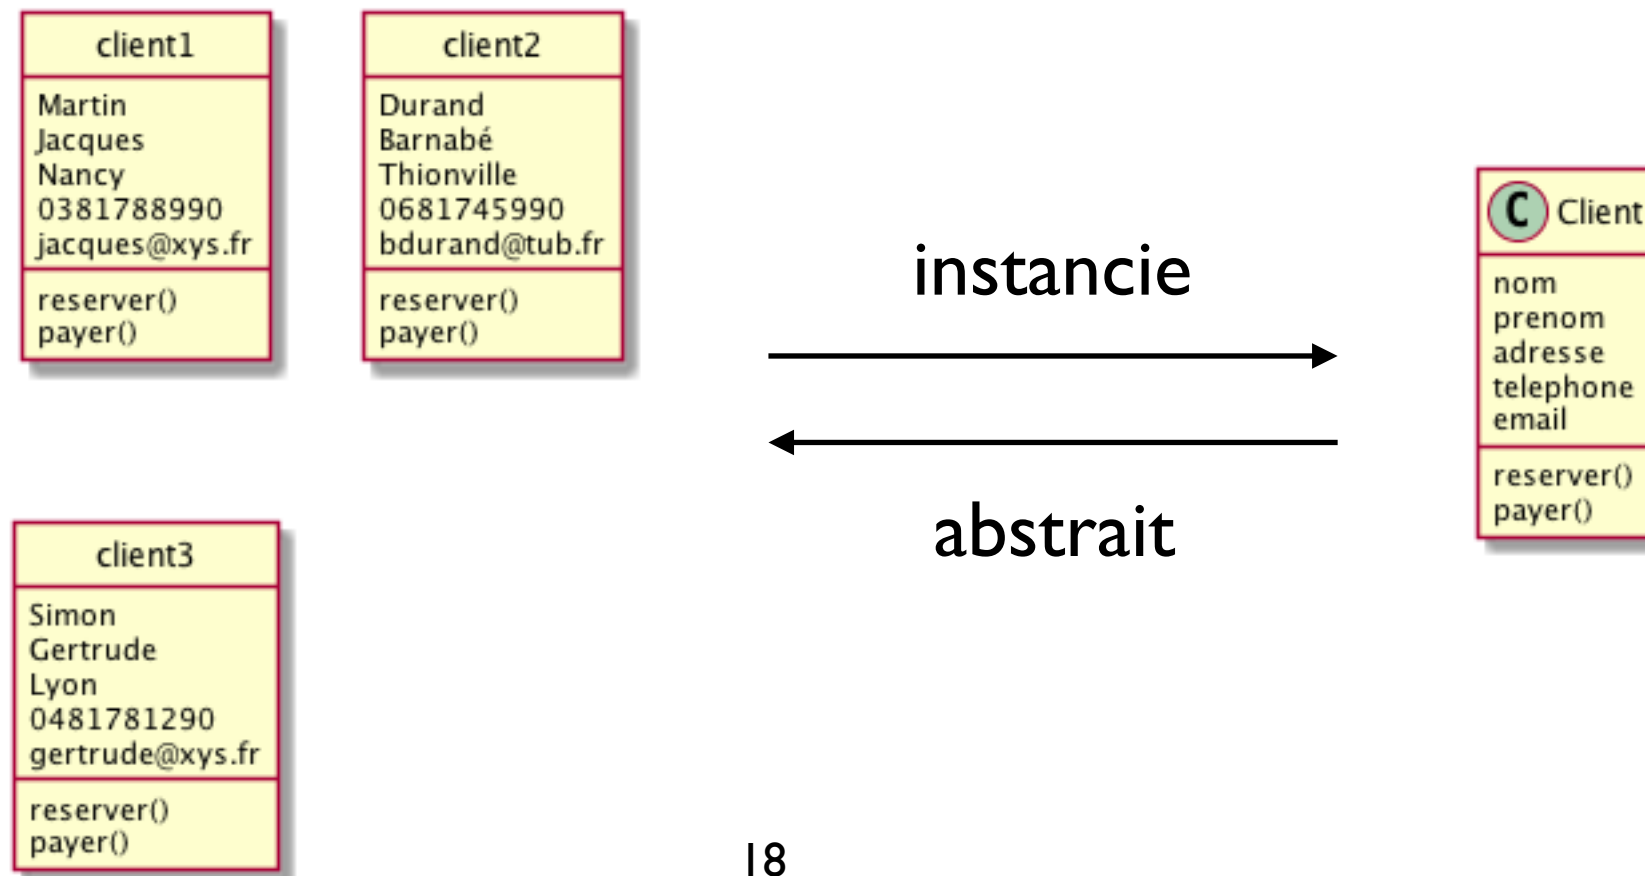 client1
Martin
Jacques
Nancy
0381788990
jacques@xys.fr
reserver()
payer()
client2
Durand
Barnabé
Thionville
0681745990
bdurand@tub.fr
reserver()
payer()
instancie
abstrait
C Client
nom
prenom
adresse
telephone
email
reserver()
payer()
client3
Simon
Gertrude
Lyon
0481781290
gertrude@xys.fr
reserver()
payer()
18